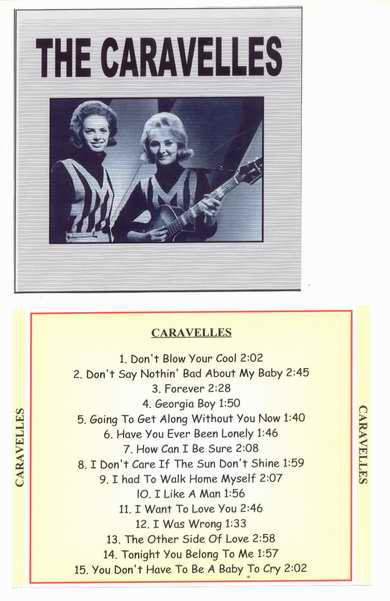 THE CARAVELLES
CARAVELLES
1. Don't Blow Your Cool 2:02
2. Don't Say Nothin' Bad About My Baby 2:45
3. Forever 2:28
4. Georgia Boy 1:50
5. Going To Get Along Without You Now 1:40
6. Have You Ever Been Lonely 1:46
7. How Can I Be Sure 2:08
8. I Don't Care If The Sun Don't Shine 1:59
9. I had To Walk Home Myself 2:07
10. I Like A Man 1:56
11. I Want To Love You 2:46
12. I Was Wrong 1:33
13. The Other Side Of Love 2:58
14. Tonight You Belong To Me 1:57
15. You Don't Have To Be A Baby To Cry 2:02
CARAVELLES
CARAVELLES